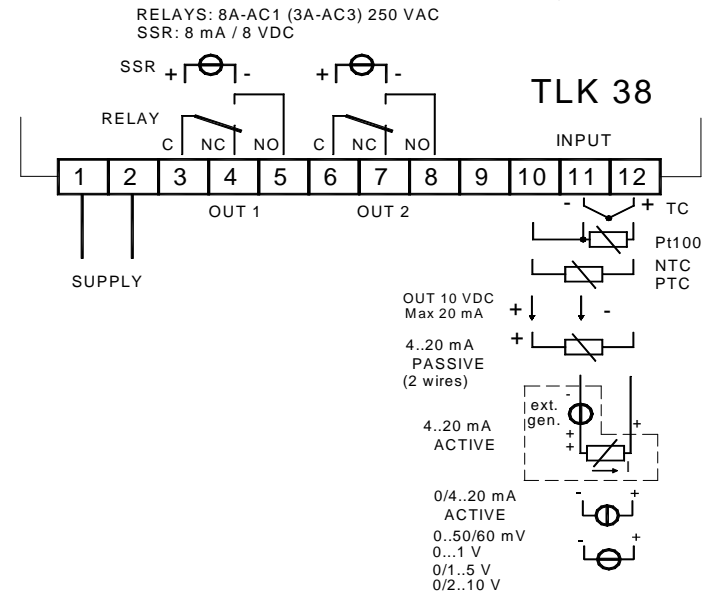 RELAYS: 8A-AC1 (3A-AC3) 250 VAC
SSR: 8 mA / 8 VDC
SSR + - + -
TLK 38
RELAY
C NC NO C NC NO INPUT
1 2 3 4 5 6 7 8 9 10 11 12
OUT 1 OUT 2
- + TC
Pt100
SUPPLY
NTC
PTC
OUT 10 VDC
Max 20 mA
+ -
4..20 mA
+
PASSIVE
(2 wires)
-
ext.
gen.
+
+
+
4..20 mA
ACTIVE
I
0/4..20 mA
ACTIVE
- +
0..50/60 mV
- +
0...1 V
0/1..5 V
0/2..10 V